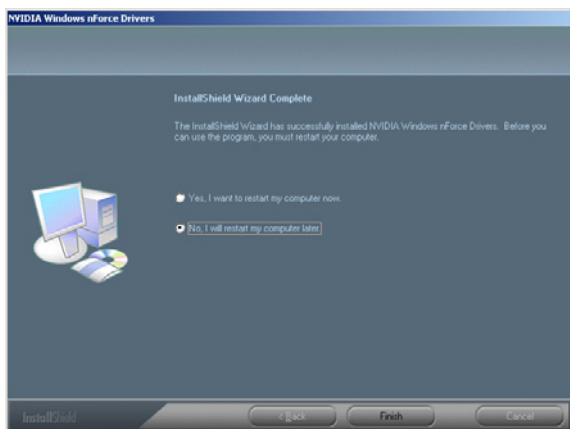 NVIDIA Windows nForce Drivers
InstallShield Wizard Complete
The InstallShield Wizard has successfully installed NVIDIA Windows nForce Drivers. Before you
can use the program, you must restart your computer.
Yes, I want to restart my computer now.
No, I will restart my computer later.
InstallShield
< Back
Finish
Cancel